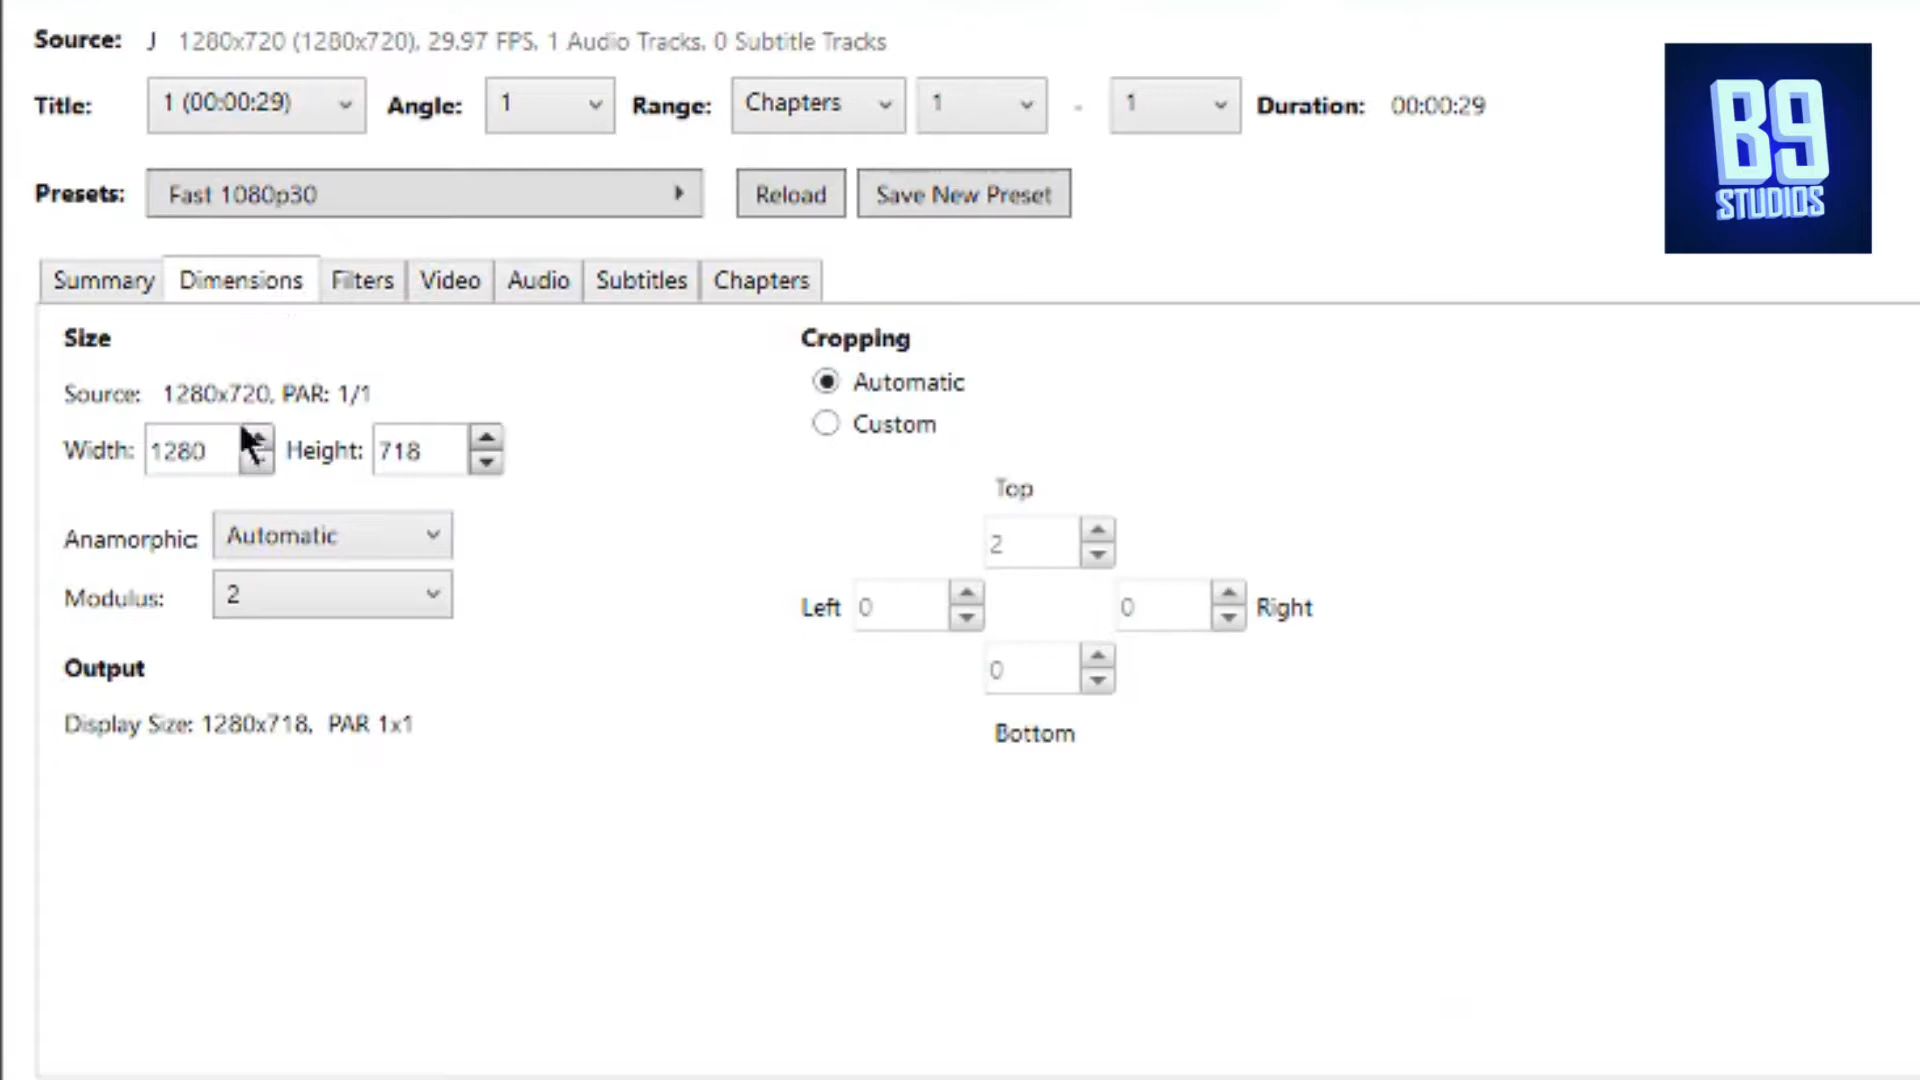 Source: J 1280x720 (1280x720), 29.97 FPS, 1 Audio Tracks, 0 Subtitle Tracks
Title: 1 (00:00:29) Angle: 1 Range: Chapters 1 - 1 Duration: 00:00:29
Presets: Fast 1080p30 Reload Save New Preset
B9
STUDIOS
Summary Dimensions Filters Video Audio Subtitles Chapters
Size
Source: 1280x720, PAR: 1/1
Width: 1280 Height: 718
Anamorphic: Automatic
Modulus: 2
Output
Display Size: 1280x718, PAR 1x1
Cropping
Automatic
Custom
Top
2
Left 0 0 Right
0
Bottom